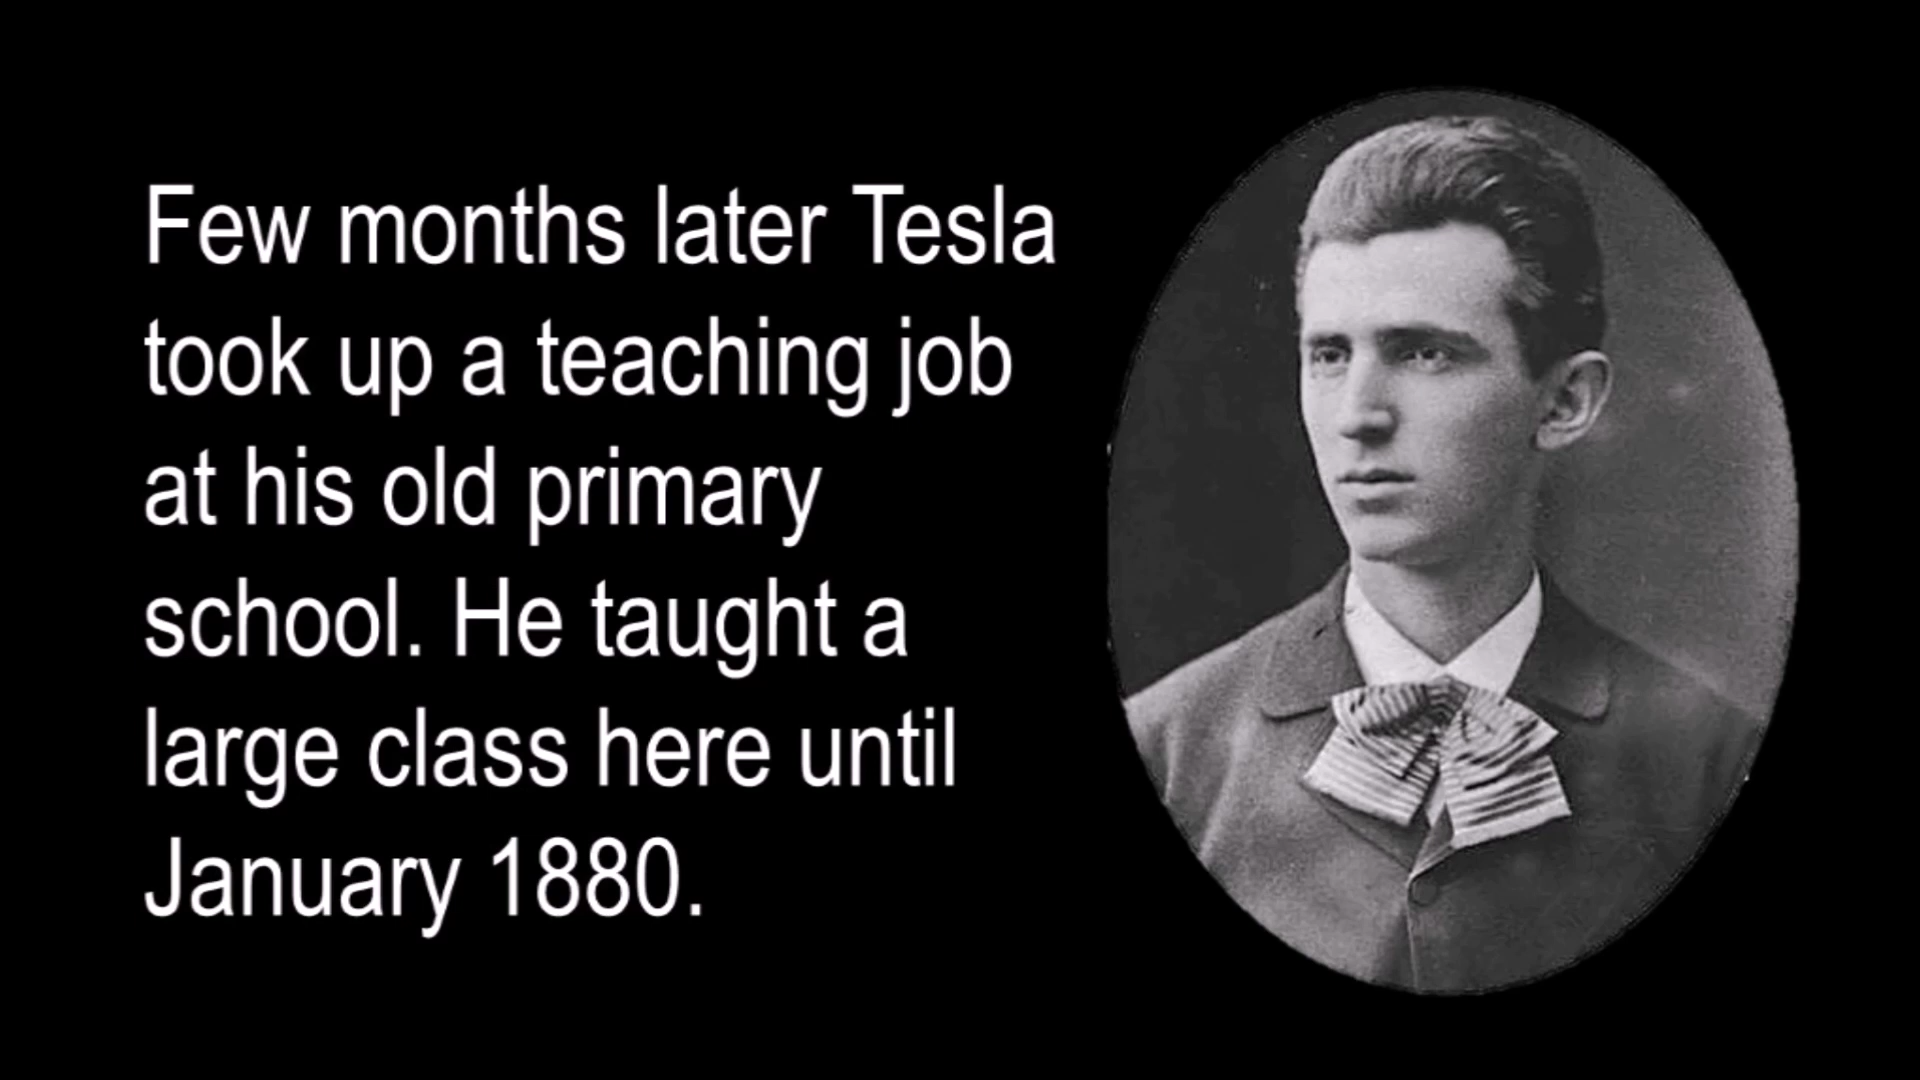 Few months later Tesla
took up a teaching job
at his old primary
school. He taught a
large class here until
January 1880.